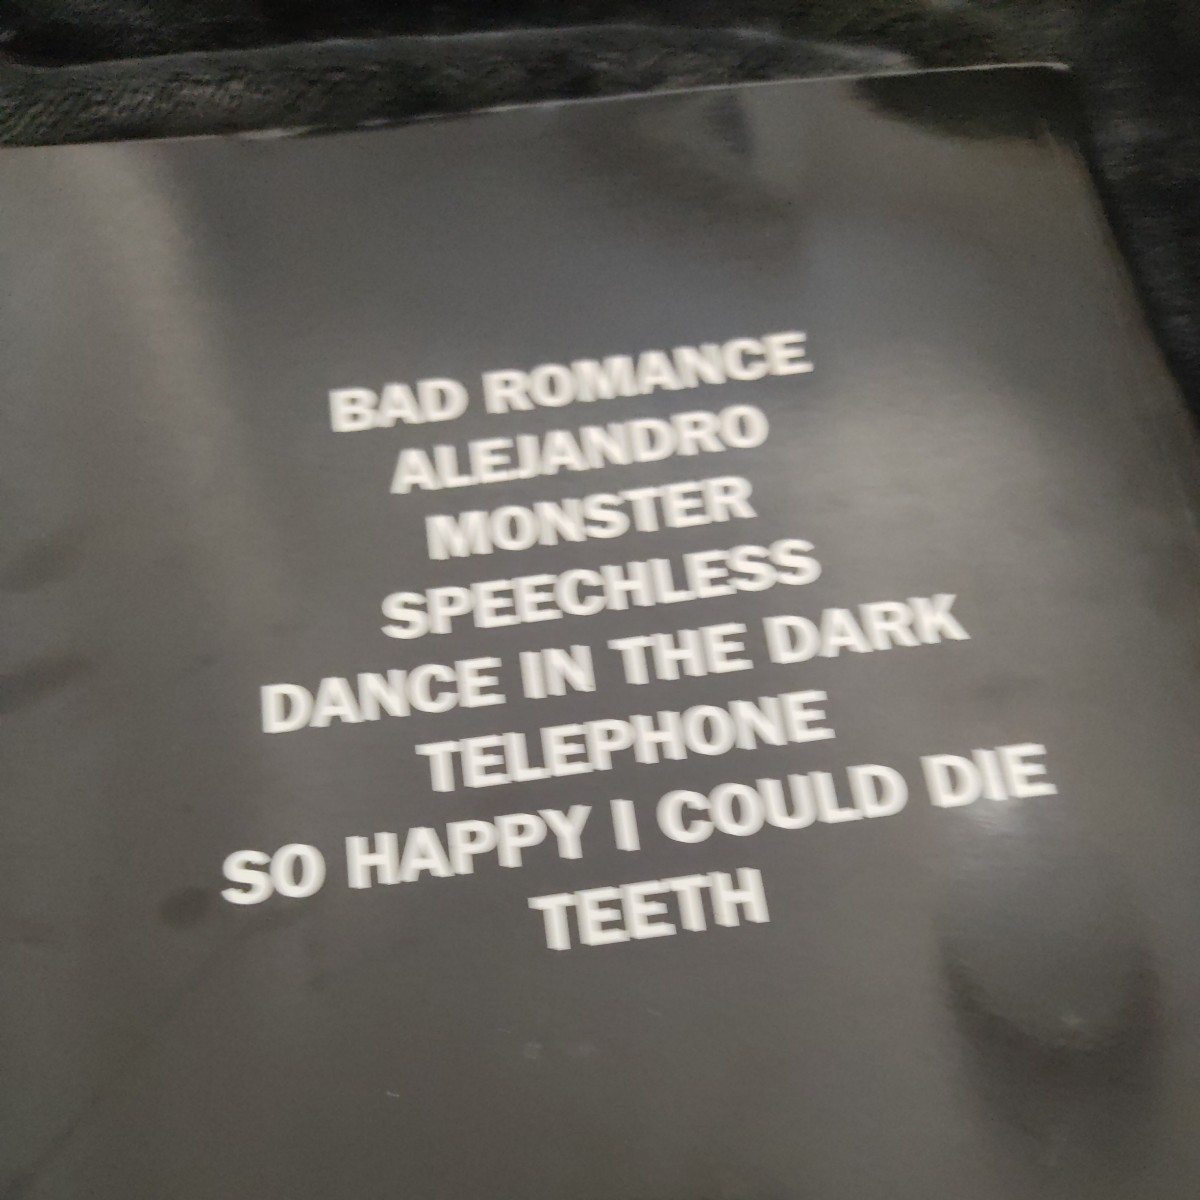 BAD ROMANCE
ALEJANDRO
MONSTER
SPEECHLESS
DANCE IN THE DARK
TELEPHONE
SO HAPPY I COULD DIE
TEETH